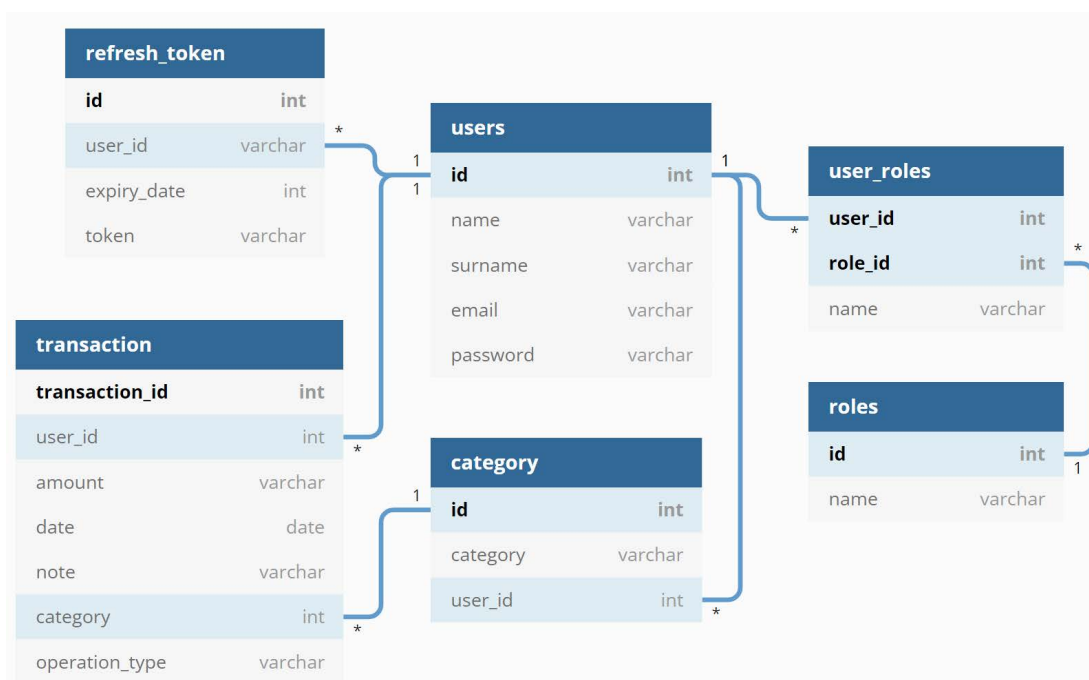 refresh_token
id int
user_id varchar
expiry_date int
token varchar
*
1
1
users
id int
name varchar
surname varchar
email varchar
password varchar
1
*
user_roles
user_id int
role_id int
name varchar
*
transaction
transaction_id int
user_id int
amount varchar
date date
note varchar
category int
operation_type varchar
*
*
1
category
id int
category varchar
user_id int
*
roles
id int
name varchar
1